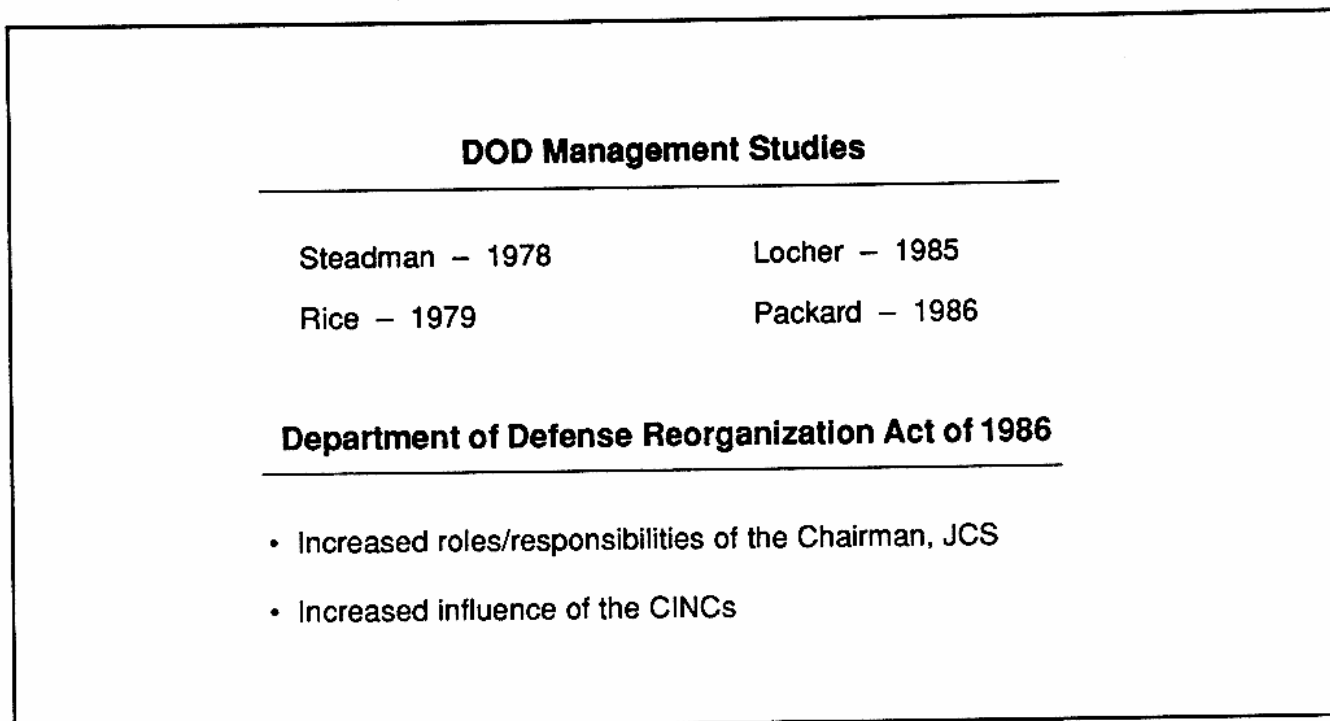 DOD Management Studies
Steadman – 1978
Locher – 1985
Rice – 1979
Packard – 1986
Department of Defense Reorganization Act of 1986
• Increased roles/responsibilities of the Chairman, JCS
• Increased influence of the CINCs